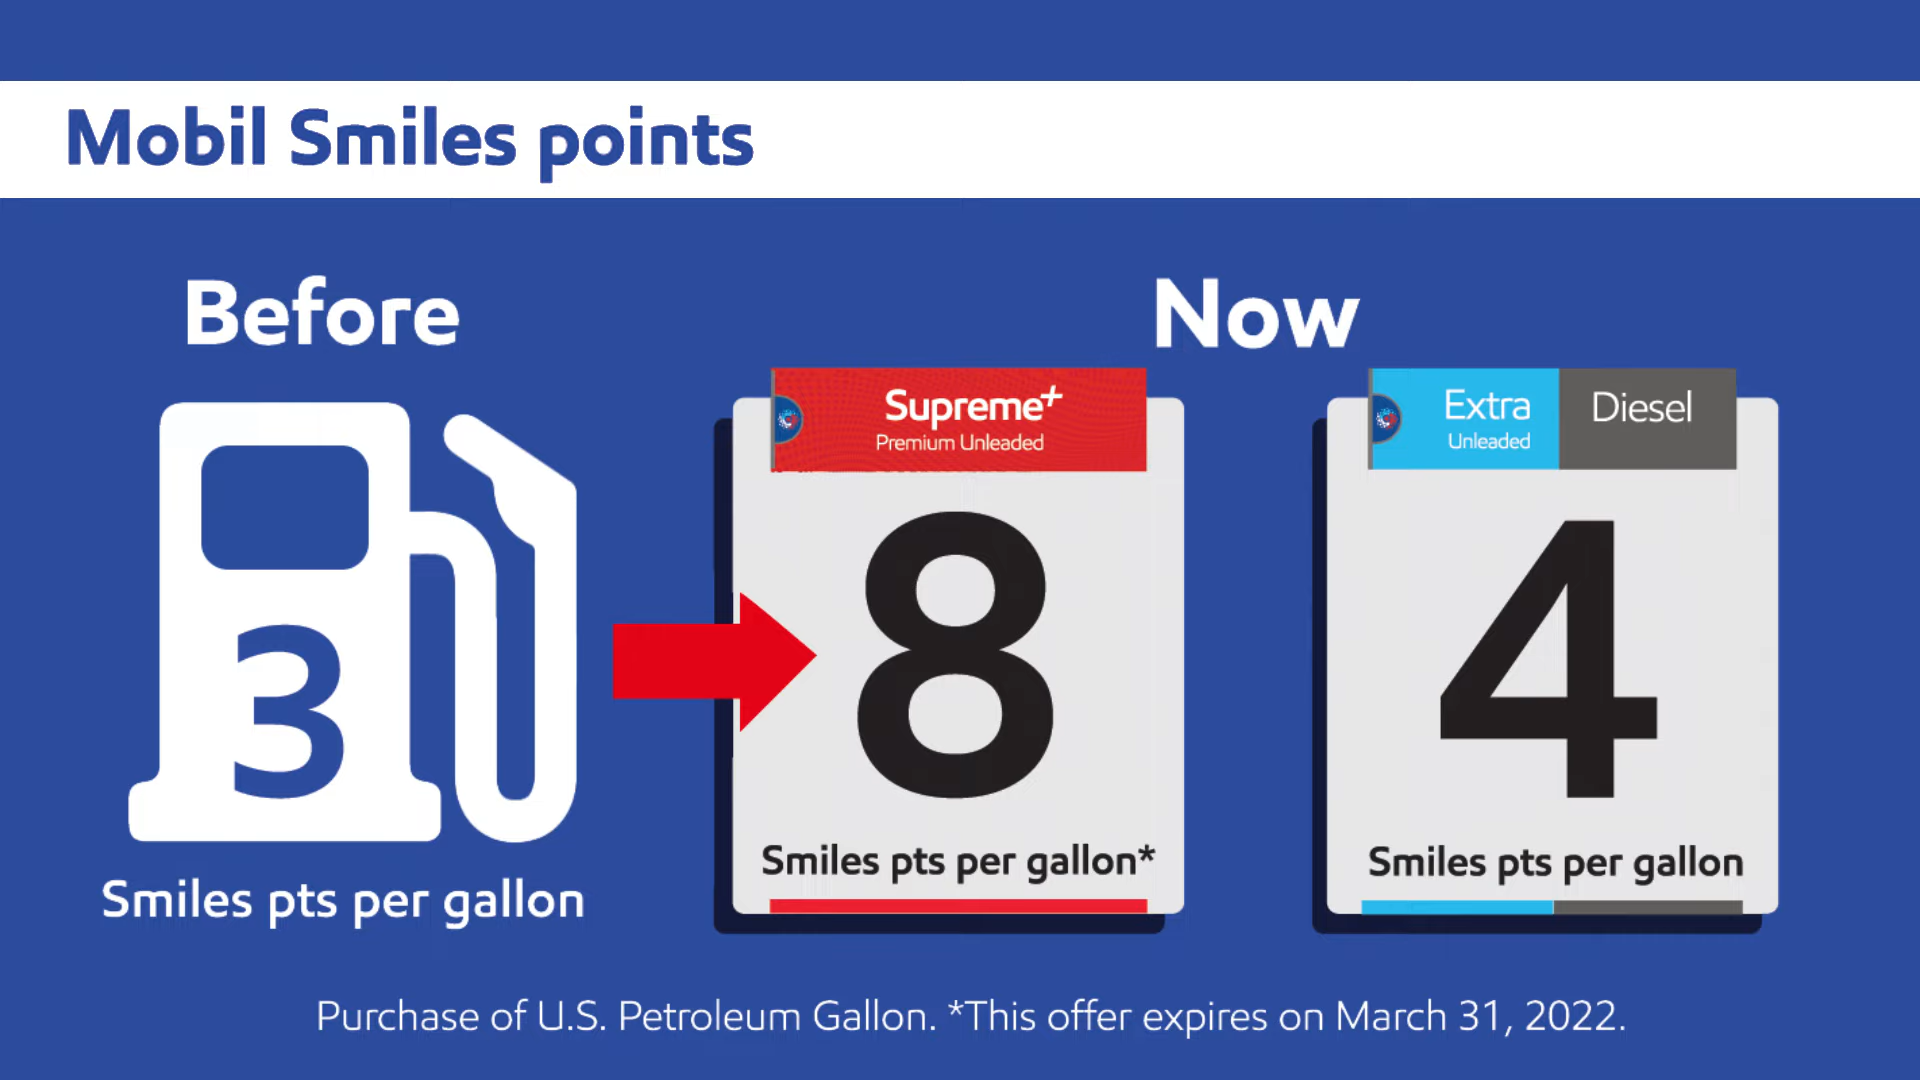 Mobil Smiles points
Before
Now
3
Smiles pts per gallon
Supreme+
Premium Unleaded
8
Smiles pts per gallon*
Extra
Unleaded
Diesel
4
Smiles pts per gallon
Purchase of U.S. Petroleum Gallon. *This offer expires on March 31, 2022.